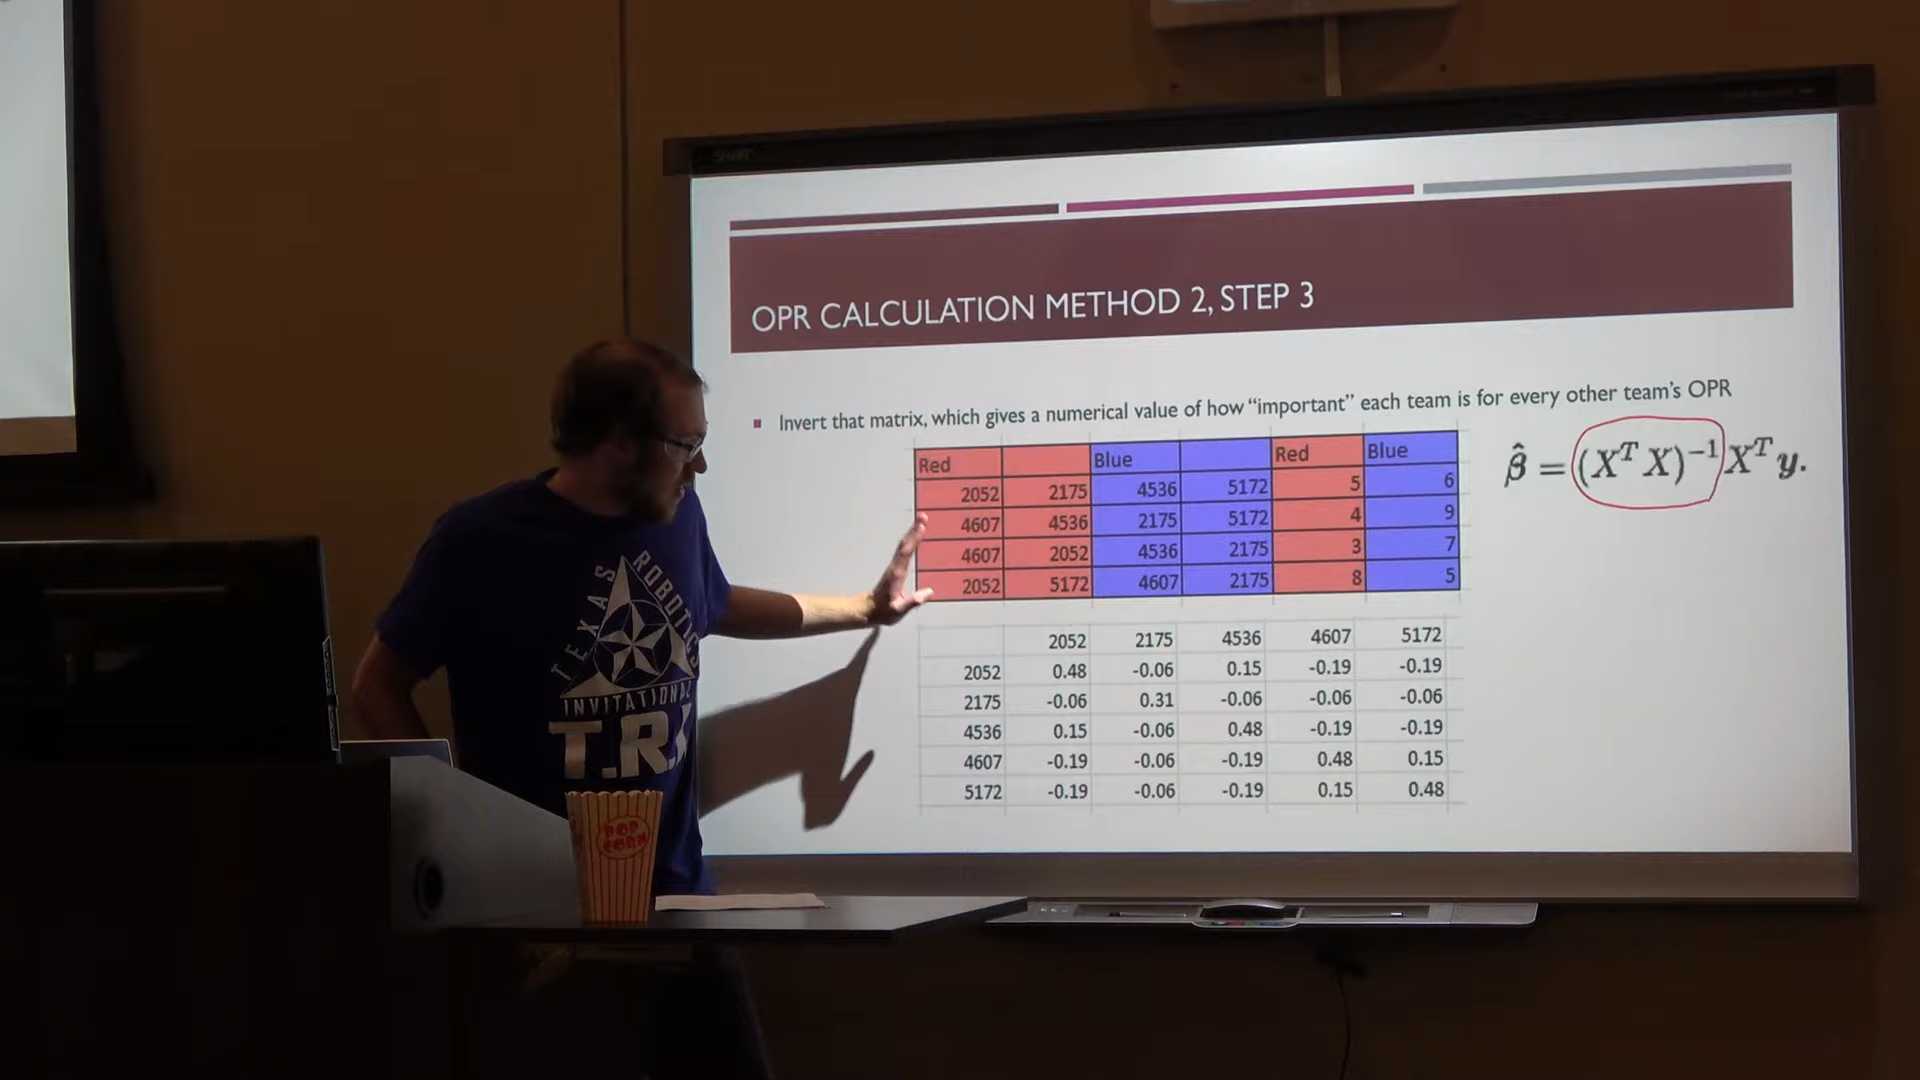 SMART
OPR CALCULATION METHOD 2, STEP 3
Invert that matrix, which gives a numerical value of how “important” each team is for every other team’s OPR
Red Blue Red Blue
2052 2175 4536 5172 5 6
4607 4536 2175 5172 4 9
4607 2052 4536 2175 3 7
2052 5172 4607 2175 8 5
β̂ = (XᵀX)⁻¹Xᵀy.
2052 2175 4536 4607 5172
2052 0.48 -0.06 0.15 -0.19 -0.19
2175 -0.06 0.31 -0.06 -0.06 -0.06
4536 0.15 -0.06 0.48 -0.19 -0.19
4607 -0.19 -0.06 -0.19 0.48 0.15
5172 -0.19 -0.06 -0.19 0.15 0.48
TEXAS ROBOTICS
INVITATIONAL
T.R.
POP
CORN